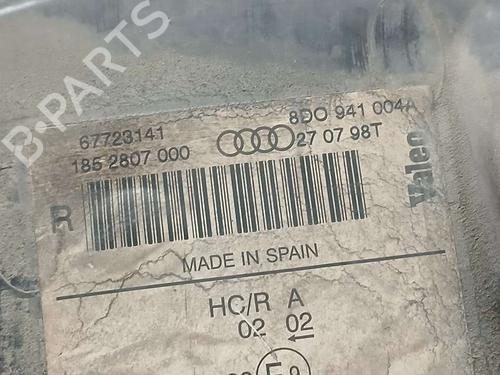 B-PARTS
67723141
8D0 941 004A
185 2807 000
27 07 98T
Valeo
R
MADE IN SPAIN
HC/R A
02 02